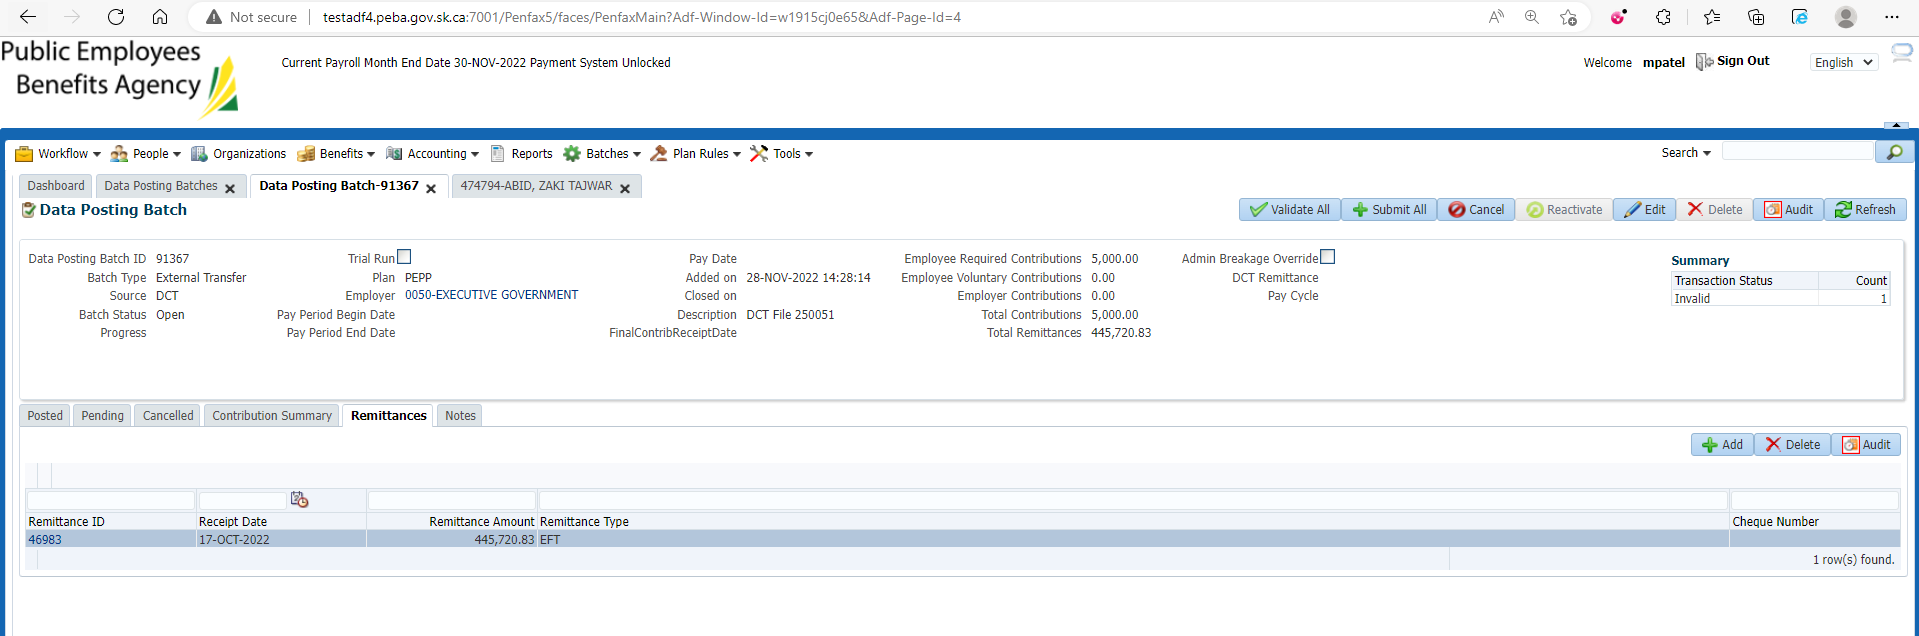 Not secure testadf4.peba.gov.sk.ca:7001/Penfax5/faces/PenfaxMain?Adf-Window-Id=w1915cj0e65&Adf-Page-Id=4
Public Employees
Benefits Agency
Current Payroll Month End Date 30-NOV-2022 Payment System Unlocked
Welcome mpatel Sign Out English
Workflow People Organizations Benefits Accounting Reports Batches Plan Rules Tools Search
Dashboard Data Posting Batches Data Posting Batch-91367 474794-ABID, ZAKI TAJWAR
Data Posting Batch Validate All Submit All Cancel Reactivate Edit Delete Audit Refresh
Data Posting Batch ID 91367 Trial Run Pay Date Employee Required Contributions 5,000.00 Admin Breakage Override
Summary
Batch Type External Transfer Plan PEPP Added on 28-NOV-2022 14:28:14 Employee Voluntary Contributions 0.00 DCT Remittance
Transaction Status Count
Source DCT Employer 0050-EXECUTIVE GOVERNMENT Closed on Employer Contributions 0.00 Pay Cycle
Invalid 1
Batch Status Open Pay Period Begin Date Description DCT File 250051 Total Contributions 5,000.00
Progress Pay Period End Date FinalContribReceiptDate Total Remittances 445,720.83
Posted Pending Cancelled Contribution Summary Remittances Notes
Add Delete Audit
Remittance ID Receipt Date Remittance Amount Remittance Type Cheque Number
46983 17-OCT-2022 445,720.83 EFT
1 row(s) found.